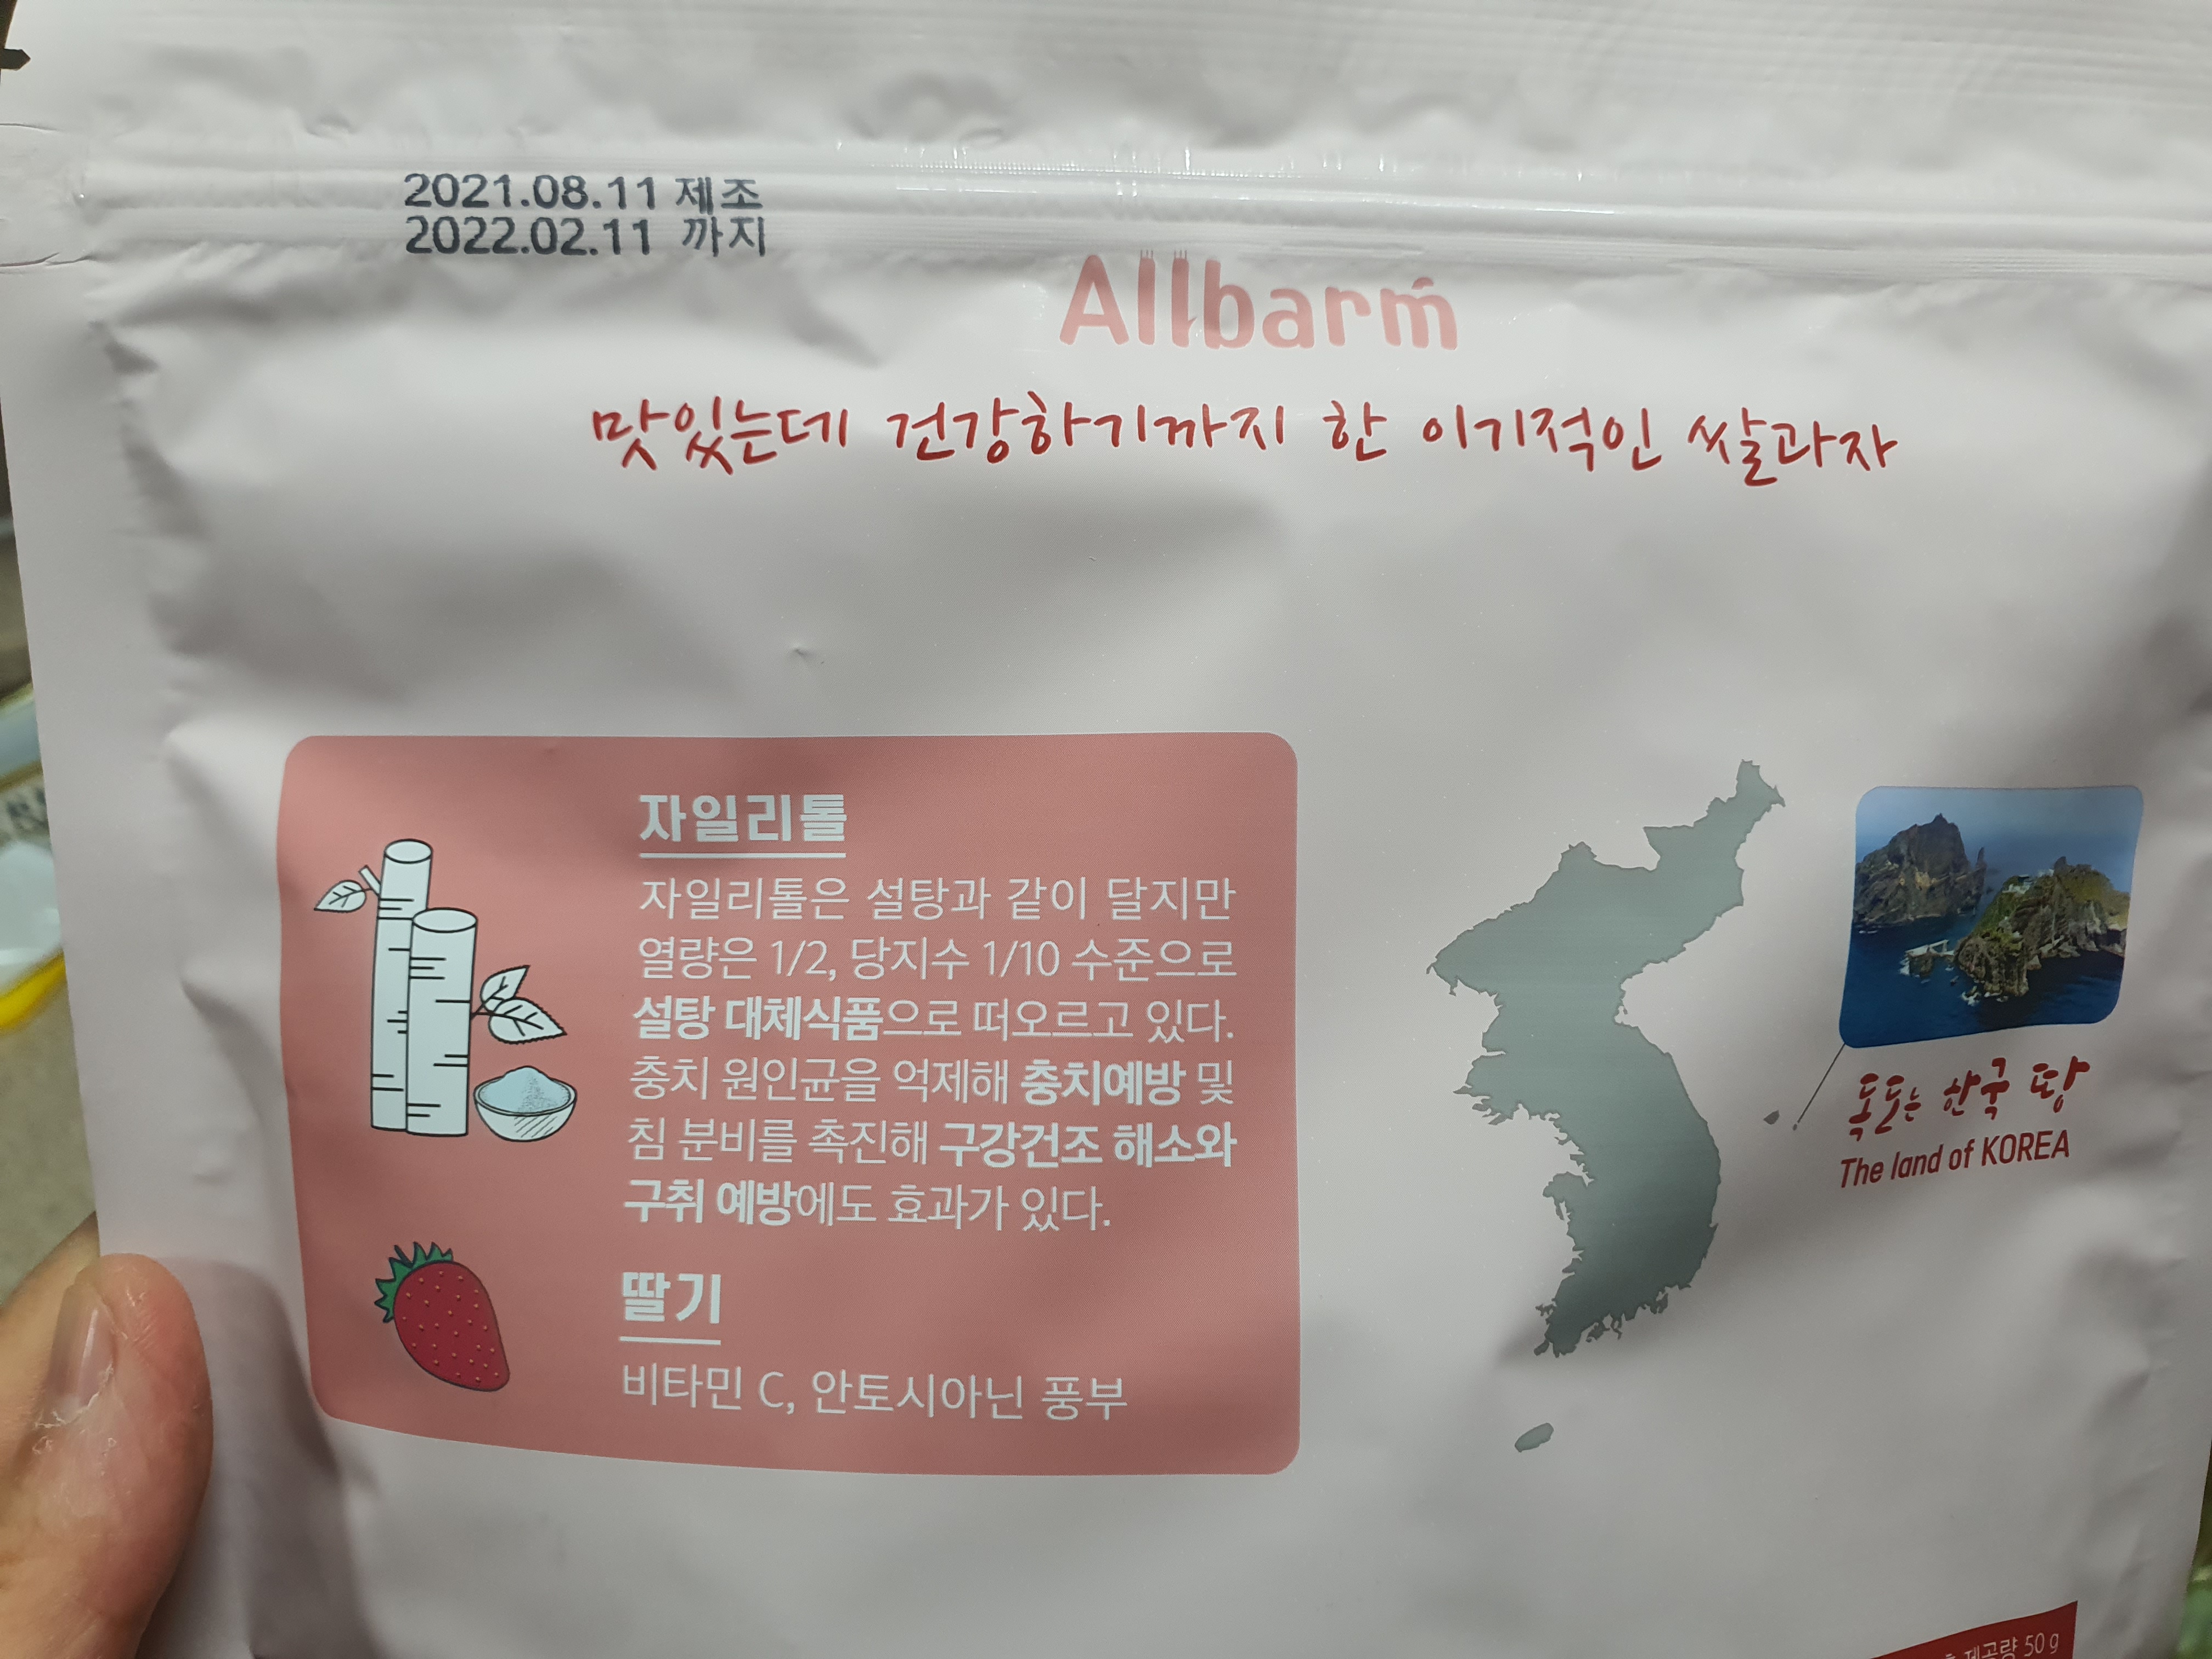 2021.08.11 제조
2022.02.11 까지
Allbarm
맛있는데 건강하기까지 한 이기적인 쌀과자
자일리톨
자일리톨은 설탕과 같이 달지만
열량은 1/2, 당지수 1/10 수준으로
설탕 대체식품으로 떠오르고 있다.
충치 원인균을 억제해 충치예방 및
침 분비를 촉진해 구강건조 해소와
구취 예방에도 효과가 있다.
딸기
비타민 C, 안토시아닌 풍부
독도는 한국 땅
The land of KOREA
제공량 50 g